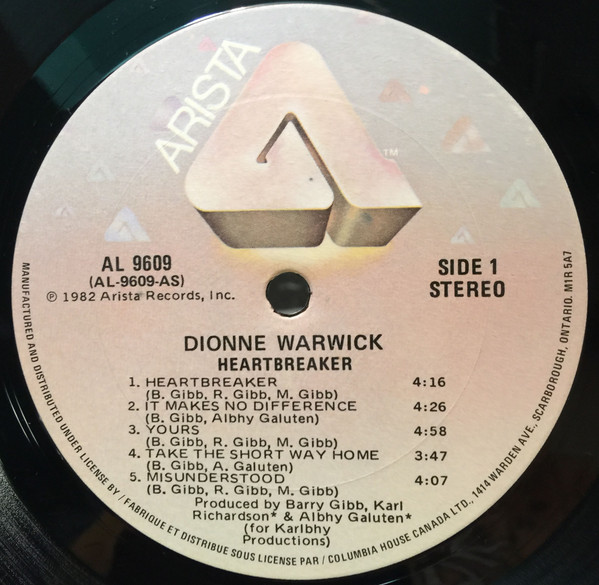 ARISTA
TM
AL 9609
(AL-9609-AS)
℗ 1982 Arista Records, Inc.
SIDE 1
STEREO
DIONNE WARWICK
HEARTBREAKER
1. HEARTBREAKER 4:16
(B. Gibb, R. Gibb, M. Gibb)
2. IT MAKES NO DIFFERENCE 4:26
(B. Gibb, Albhy Galuten)
3. YOURS 4:58
(B. Gibb, R. Gibb, M. Gibb)
4. TAKE THE SHORT WAY HOME 3:47
(B. Gibb, A. Galuten)
5. MISUNDERSTOOD 4:07
(B. Gibb, R. Gibb, M. Gibb)
Produced by Barry Gibb, Karl
Richardson* & Albhy Galuten*
(for Karlbhy
Productions)
MANUFACTURED AND DISTRIBUTED UNDER LICENSE BY / FABRIQUE ET DISTRIBUE SOUS LICENSE PAR / COLUMBIA HOUSE CANADA LTD., 1414 WARDEN AVE., SCARBOROUGH, ONTARIO. M1R 5A7